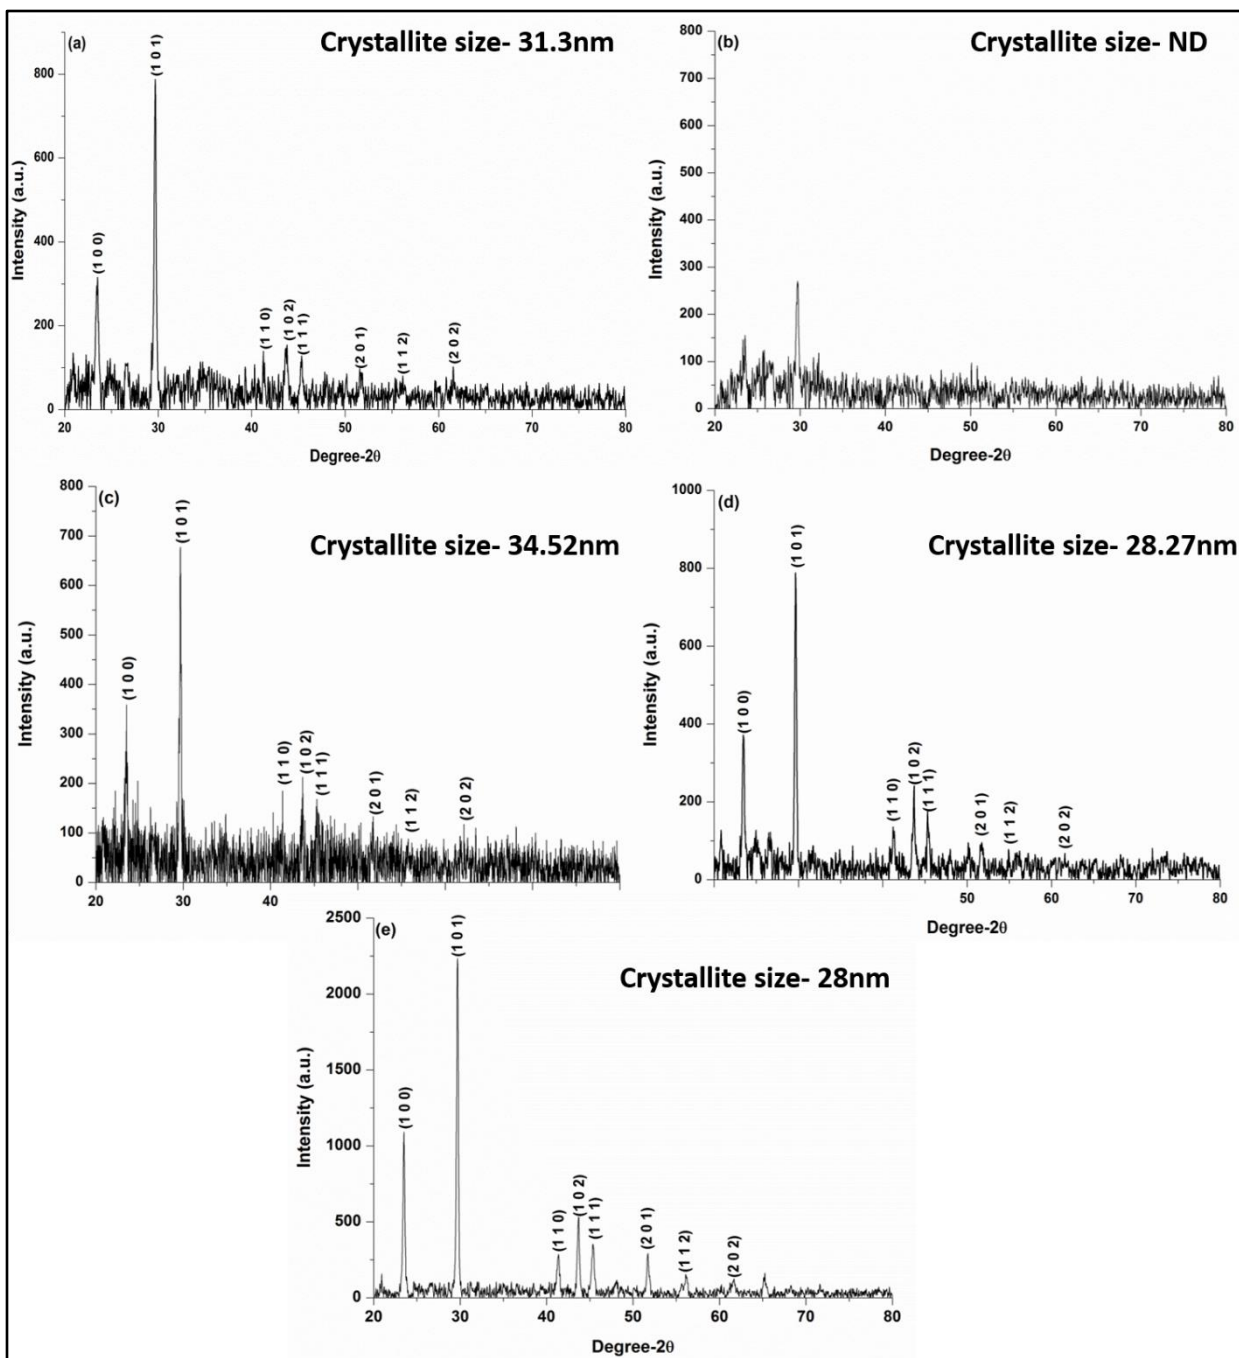 (a)
Crystallite size- 31.3nm
Intensity (a.u.)
800
600
400
200
0
(1 0 0)
(1 0 1)
(1 1 0)
(1 0 2)
(1 1 1)
(2 0 1)
(1 1 2)
(2 0 2)
20 30 40 50 60 70 80
Degree-2θ
(b)
Crystallite size- ND
Intensity (a.u.)
800
700
600
500
400
300
200
100
0
20 30 40 50 60 70 80
Degree-2θ
(c)
Crystallite size- 34.52nm
Intensity (a.u.)
800
700
600
500
400
300
200
100
0
(1 0 0)
(1 0 1)
(1 1 0)
(1 0 2)
(1 1 1)
(2 0 1)
(1 1 2)
(2 0 2)
20 30 40 50 60 70 80
(d)
Crystallite size- 28.27nm
Intensity (a.u.)
1000
800
600
400
200
0
(1 0 0)
(1 0 1)
(1 1 0)
(1 0 2)
(1 1 1)
(2 0 1)
(1 1 2)
(2 0 2)
50 60 70 80
Degree-2θ
(e)
Crystallite size- 28nm
Intensity (a.u.)
2500
2000
1500
1000
500
0
(1 0 0)
(1 0 1)
(1 1 0)
(1 0 2)
(1 1 1)
(2 0 1)
(1 1 2)
(2 0 2)
20 30 40 50 60 70 80
Degree-2θ